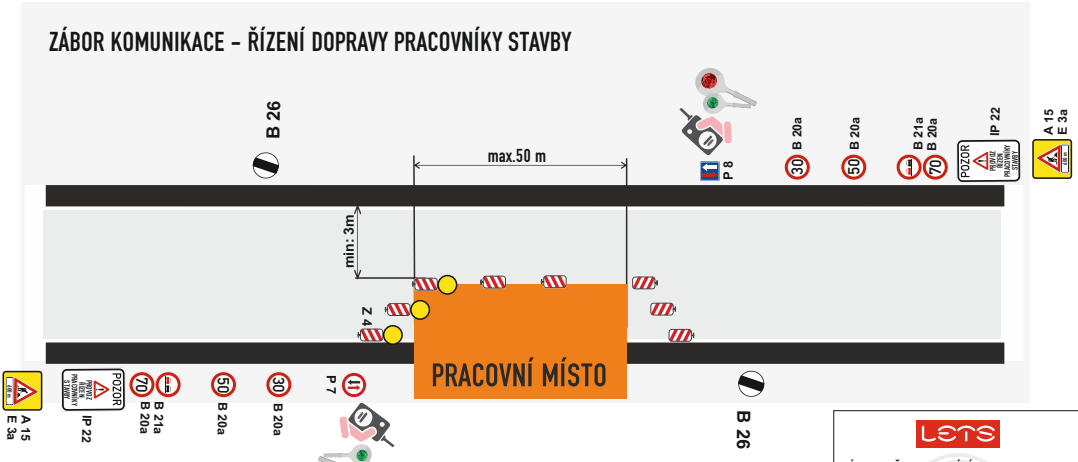 ZÁBOR KOMUNIKACE – ŘÍZENÍ DOPRAVY PRACOVNÍKY STAVBY
B 26
max.50 m
P 8
30
B 20a
50
B 20a
B 21a
70
B 20a
IP 22
POZOR
PROVOZ
ŘÍZEN
PRACOVNÍKY
STAVBY
A 15
E 3a
min: 3m
Z 4
PRACOVNÍ MÍSTO
A 15
E 3a
IP 22
POZOR
PROVOZ
ŘÍZEN
PRACOVNÍKY
STAVBY
70
B 20a
B 21a
50
B 20a
30
B 20a
P 7
B 26
LETS